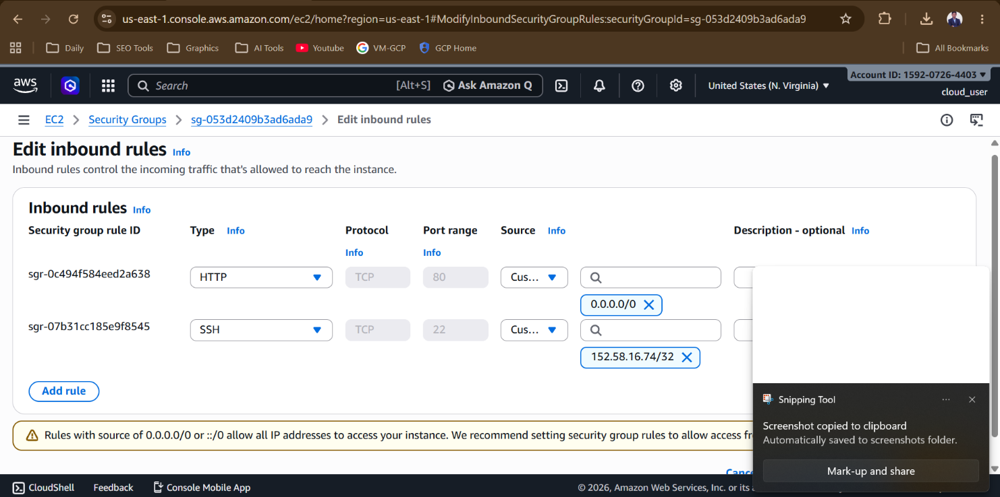 us-east-1.console.aws.amazon.com/ec2/home?region=us-east-1#ModifyInboundSecurityGroupRules:securityGroupId=sg-053d2409b3ad6ada9
Daily SEO Tools Graphics AI Tools Youtube VM-GCP GCP Home All Bookmarks
aws Search [Alt+S] Ask Amazon Q United States (N. Virginia) Account ID: 1592-0726-4403
cloud_user
EC2 Security Groups sg-053d2409b3ad6ada9 Edit inbound rules
Edit inbound rules Info
Inbound rules control the incoming traffic that's allowed to reach the instance.
Inbound rules Info
Security group rule ID Type Info Protocol Port range Source Info Description - optional Info
Info Info
sgr-0c494f584eed2a638 HTTP TCP 80 Cus...
0.0.0.0/0
sgr-07b31cc185e9f8545 SSH TCP 22 Cus...
152.58.16.74/32
Add rule
Rules with source of 0.0.0.0/0 or ::/0 allow all IP addresses to access your instance. We recommend setting security group rules to allow access
Snipping Tool
Screenshot copied to clipboard
Automatically saved to screenshots folder.
Mark-up and share
CloudShell Feedback Console Mobile App © 2026, Amazon Web Services, Inc. or its